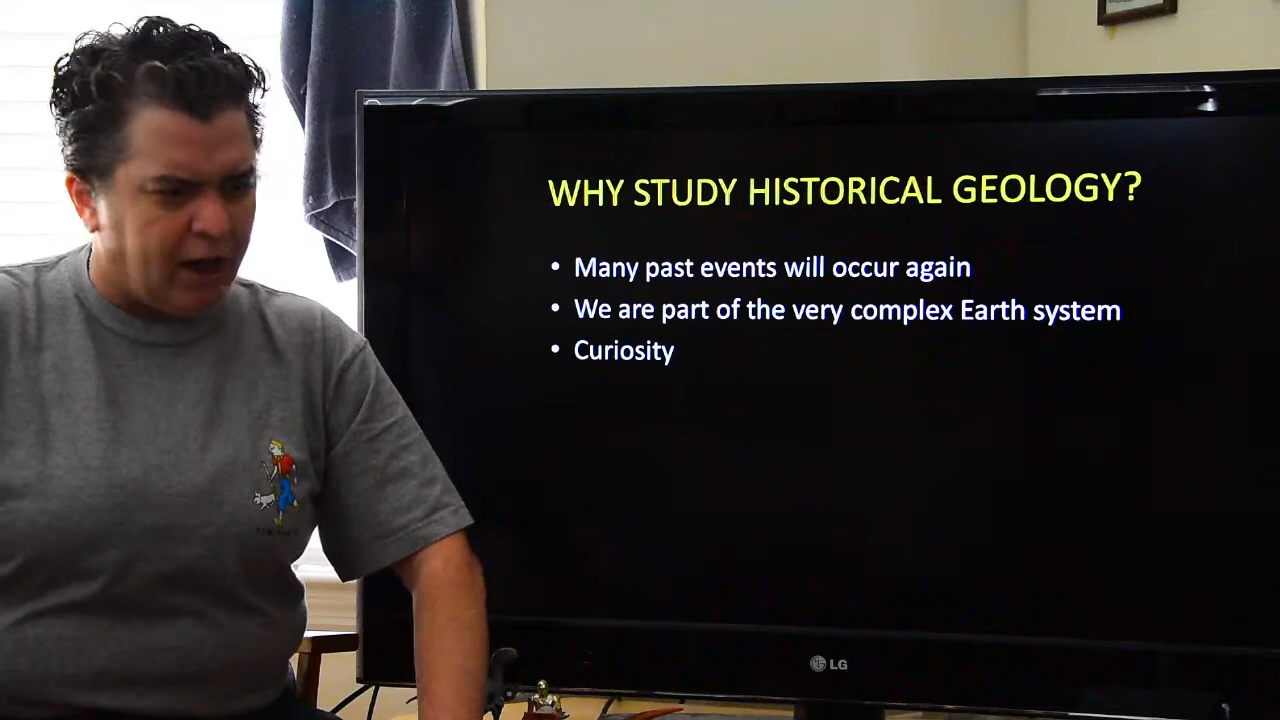 WHY STUDY HISTORICAL GEOLOGY?
• Many past events will occur again
• We are part of the very complex Earth system
• Curiosity
LG